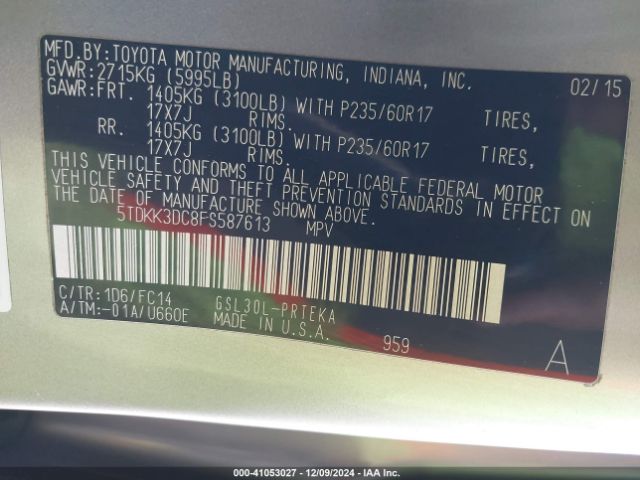 MFD.BY:TOYOTA MOTOR MANUFACTURING, INDIANA, INC. 02/15
GVWR:2715KG (5995LB)
GAWR:FRT. 1405KG (3100LB) WITH P235/60R17 TIRES,
17X7J RIMS.
RR. 1405KG (3100LB) WITH P235/60R17 TIRES,
17X7J RIMS.
THIS VEHICLE CONFORMS TO ALL APPLICABLE FEDERAL MOTOR
VEHICLE SAFETY AND THEFT PREVENTION STANDARDS IN EFFECT ON
THE DATE OF MANUFACTURE SHOWN ABOVE.
5TDKK3DC8FS587613 MPV
C/TR:1D6/FC14 GSL30L-PRTEKA
A/TM:-01A/U660E MADE IN U.S.A.
959 A
000-41053027 - 12/09/2024 - IAA Inc.